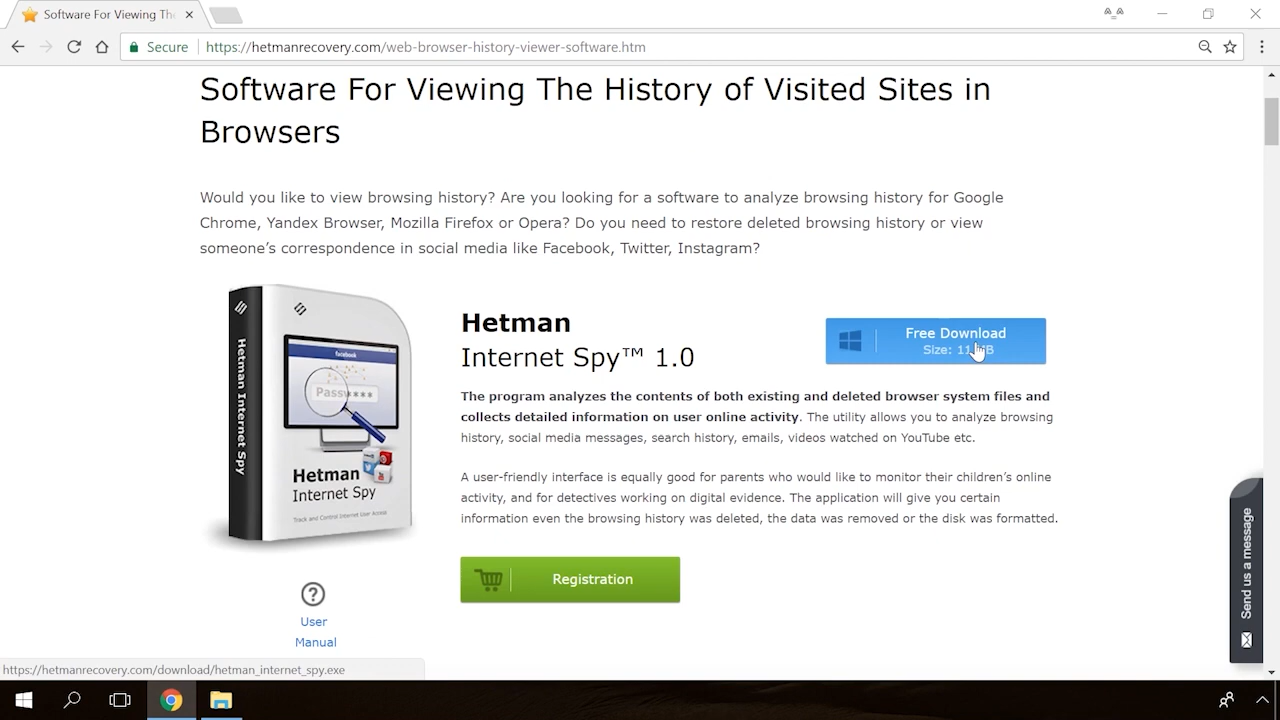 Software For Viewing The
Secure https://hetmanrecovery.com/web-browser-history-viewer-software.htm
Software For Viewing The History of Visited Sites in
Browsers
Would you like to view browsing history? Are you looking for a software to analyze browsing history for Google
Chrome, Yandex Browser, Mozilla Firefox or Opera? Do you need to restore deleted browsing history or view
someone’s correspondence in social media like Facebook, Twitter, Instagram?
Hetman Internet Spy
facebook
Passw****
Hetman
Internet Spy
Track and Control Internet User Access
Hetman
Internet Spy™ 1.0
Free Download
Size:
The program analyzes the contents of both existing and deleted browser system files and
collects detailed information on user online activity. The utility allows you to analyze browsing
history, social media messages, search history, emails, videos watched on YouTube etc.
A user-friendly interface is equally good for parents who would like to monitor their children’s online
activity, and for detectives working on digital evidence. The application will give you certain
information even the browsing history was deleted, the data was removed or the disk was formatted.
Registration
?
User
Manual
Send us a message
https://hetmanrecovery.com/download/hetman_internet_spy.exe